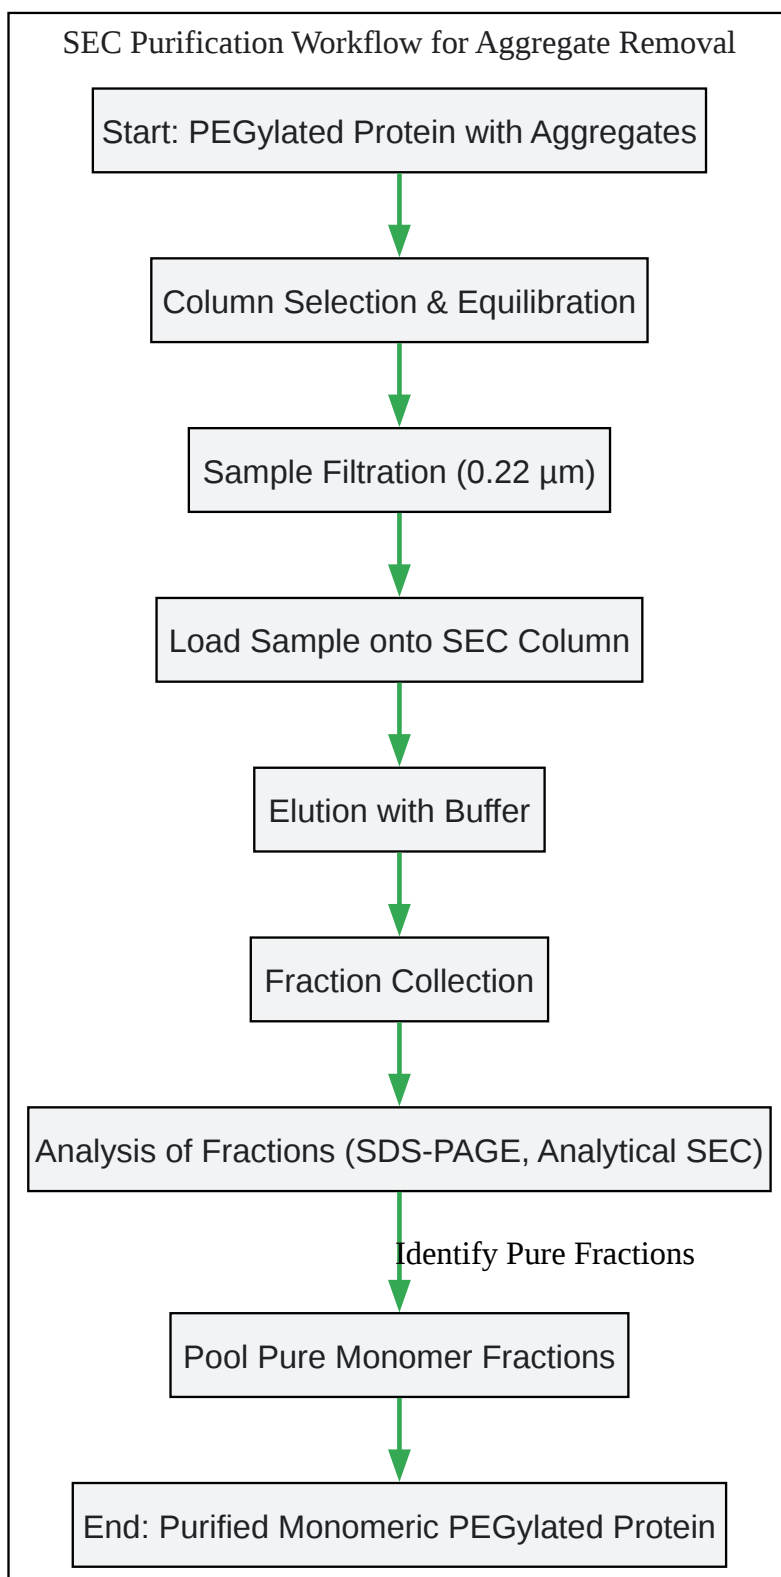 SEC Purification Workflow for Aggregate Removal
Start: PEGylated Protein with Aggregates
Column Selection & Equilibration
Sample Filtration (0.22 µm)
Load Sample onto SEC Column
Elution with Buffer
Fraction Collection
Analysis of Fractions (SDS-PAGE, Analytical SEC)
Identify Pure Fractions
Pool Pure Monomer Fractions
End: Purified Monomeric PEGylated Protein